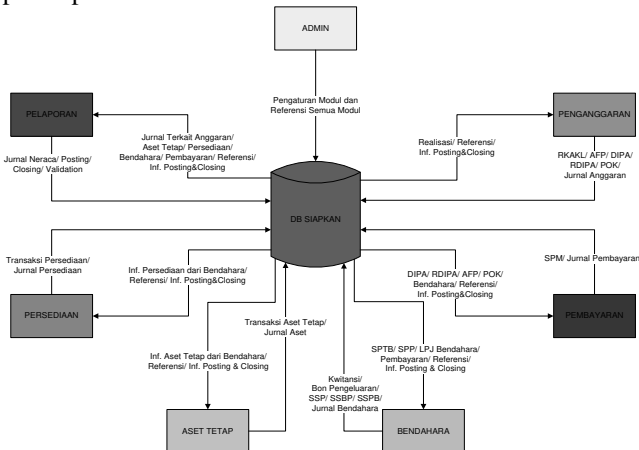 ADMIN
Pengaturan Modul dan
Referensi Semua Modul
PELAPORAN
PENGANGGARAN
Jurnal Terkait Anggaran/
Aset Tetap/ Persediaan/
Bendahara/ Pembayaran/ Referensi/
Inf. Posting&Closing
Realisasi/ Referensi/
Inf. Posting&Closing
Jurnal Neraca/ Posting/
Closing/ Validation
RKAKL/ AFP/ DIPA/
RDIPA/ POK/
Jurnal Anggaran
DB SIAPKAN
Transaksi Persediaan/
Jurnal Persediaan
Inf. Persediaan dari Bendahara/
Referensi/ Inf. Posting&Closing
DIPA/ RDIPA/ AFP/ POK/
Bendahara/ Referensi/
Inf. Posting&Closing
SPM/ Jurnal Pembayaran
PERSEDIAAN
PEMBAYARAN
Transaksi Aset Tetap/
Jurnal Aset
Inf. Aset Tetap dari Bendahara/
Referensi/ Inf. Posting & Closing
SPTB/ SPP/ LPJ Bendahara/
Pembayaran/ Referensi/
Inf. Posting & Closing
Kwitansi/
Bon Pengeluaran/
SSP/ SSBP/ SSPB/
Jurnal Bendahara
ASET TETAP
BENDAHARA